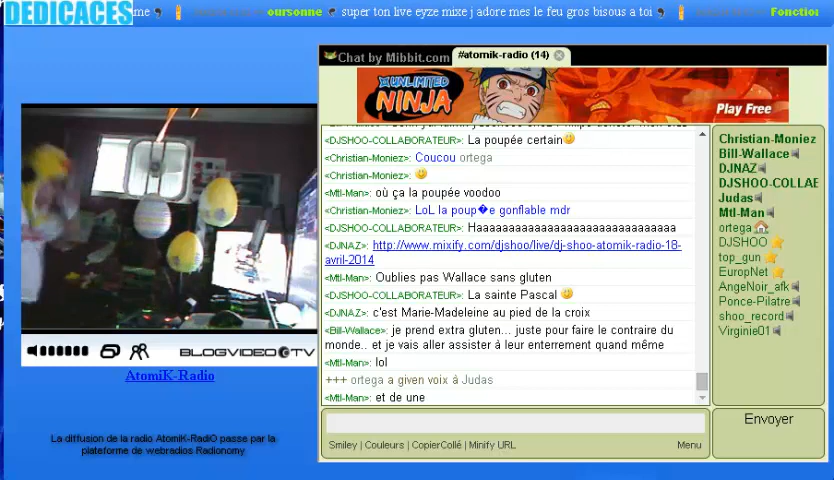 DEDICACES
me oursonne super ton live eyze mixe j adore mes le feu gros bisous a toi Fonction
Chat by Mibbit.com #atomik-radio (14)
UNLIMITED
NINJA
Play Free
<DJSHOO-COLLABORATEUR>: La poupée certain
<Christian-Moniez>: Coucou ortega
<Christian-Moniez>:
<Mtl-Man>: où ça la poupée voodoo
<Christian-Moniez>: LoL la poup�e gonflable mdr
<DJSHOO-COLLABORATEUR>: Haaaaaaaaaaaaaaaaaaaaaaaaaaaaaaa
<DJNAZ>: http://www.mixify.com/djshoo/live/dj-shoo-atomik-radio-18-
avril-2014
<Mtl-Man>: Oublies pas Wallace sans gluten
<DJSHOO-COLLABORATEUR>: La sainte Pascal
<DJNAZ>: c'est Marie-Madeleine au pied de la croix
<Bill-Wallace>: je prend extra gluten... juste pour faire le contraire du
monde.. et je vais aller assister à leur enterrement quand même
<Mtl-Man>: lol
+++ ortega a given voix à Judas
<Mtl-Man>: et de une
Christian-Moniez
Bill-Wallace
DJNAZ
DJSHOO-COLLAE
Judas
Mtl-Man
ortega
DJSHOO
top_gun
EuropNet
AngeNoir_afk
Ponce-Pilatre
shoo_record
Virginie01
Envoyer
Smiley | Couleurs | CopierCollé | Minify URL Menu
BLOGVIDEO TV
AtomiK-Radio
La diffusion de la radio AtomiK-RadiO passe par la
plateforme de webradios Radionomy